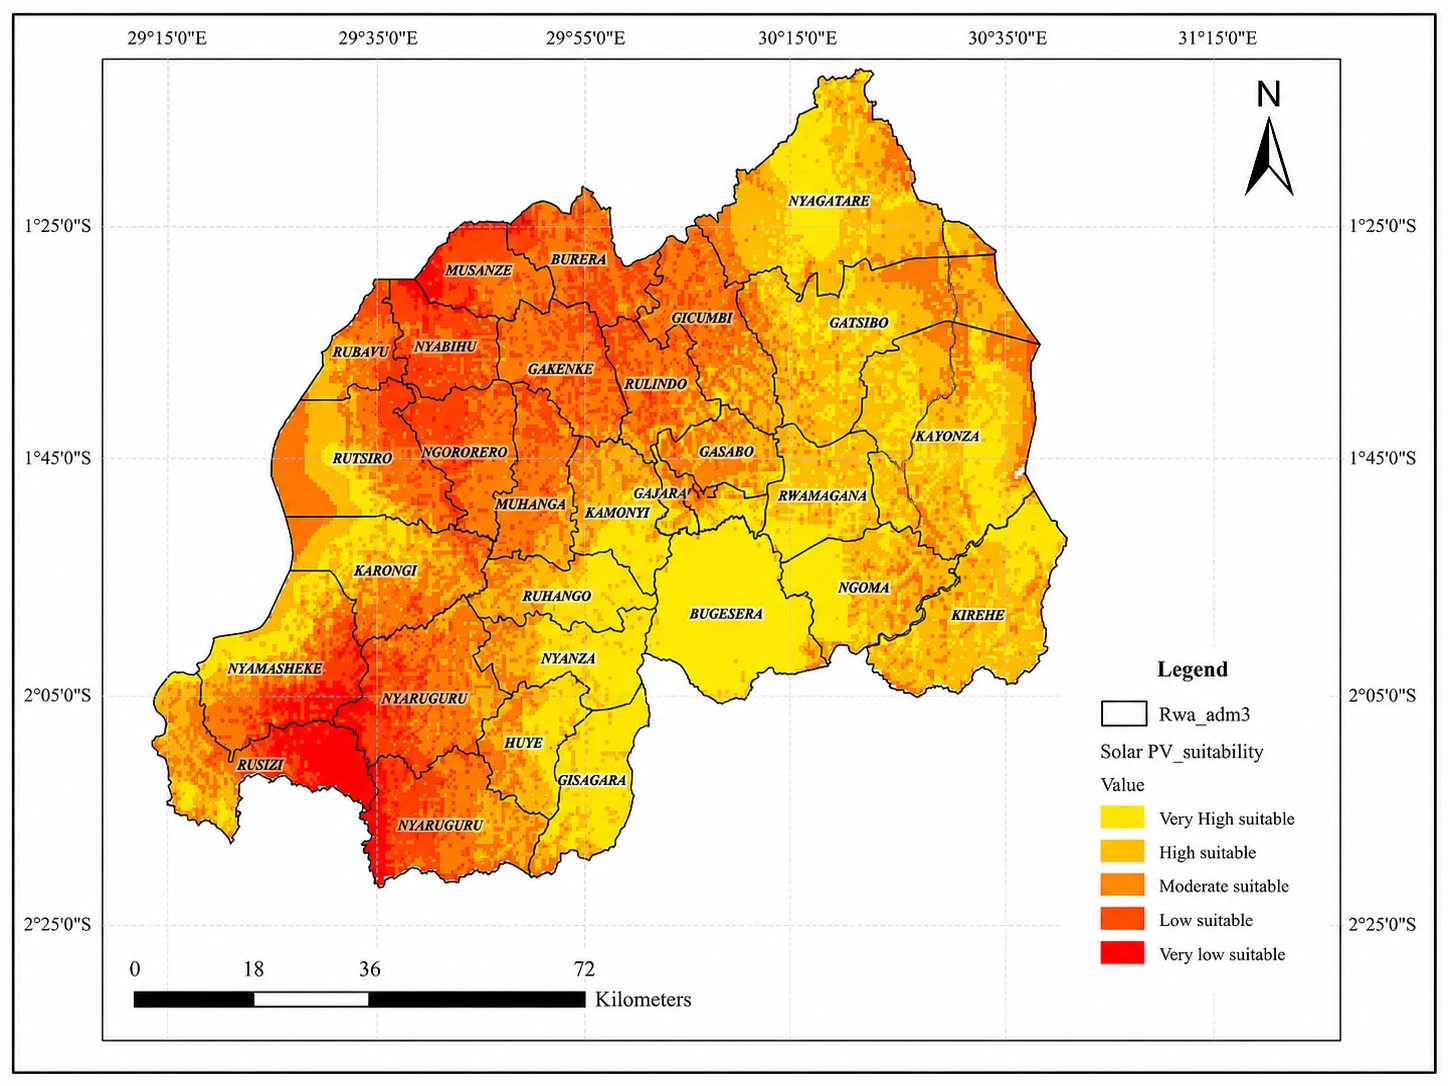 29°15'0"E 29°35'0"E 29°55'0"E 30°15'0"E 30°35'0"E 31°15'0"E
N
NYAGATARE
1°25'0"S 1°25'0"S
BURERA
MUSANZE
GICUMBI
GATSIBO
NYABIHU
RUBAVU
GAKENKE
RULINDO
KAYONZA
NGORORERO
GASABO
RUTSIRO
1°45'0"S 1°45'0"S
GAJARA
RWAMAGANA
MUHANGA
KAMONYI
KARONGI
NGOMA
RUHANGO
BUGESERA
KIREHE
NYANZA
NYAMASHEKE
NYARUGURU
2°05'0"S 2°05'0"S
HUYE
RUSIZI
GISAGARA
NYARUGURU
Legend
Rwa_adm3
Solar PV_suitability
Value
Very High suitable
High suitable
Moderate suitable
Low suitable
Very low suitable
2°25'0"S 2°25'0"S
0 18 36 72
Kilometers